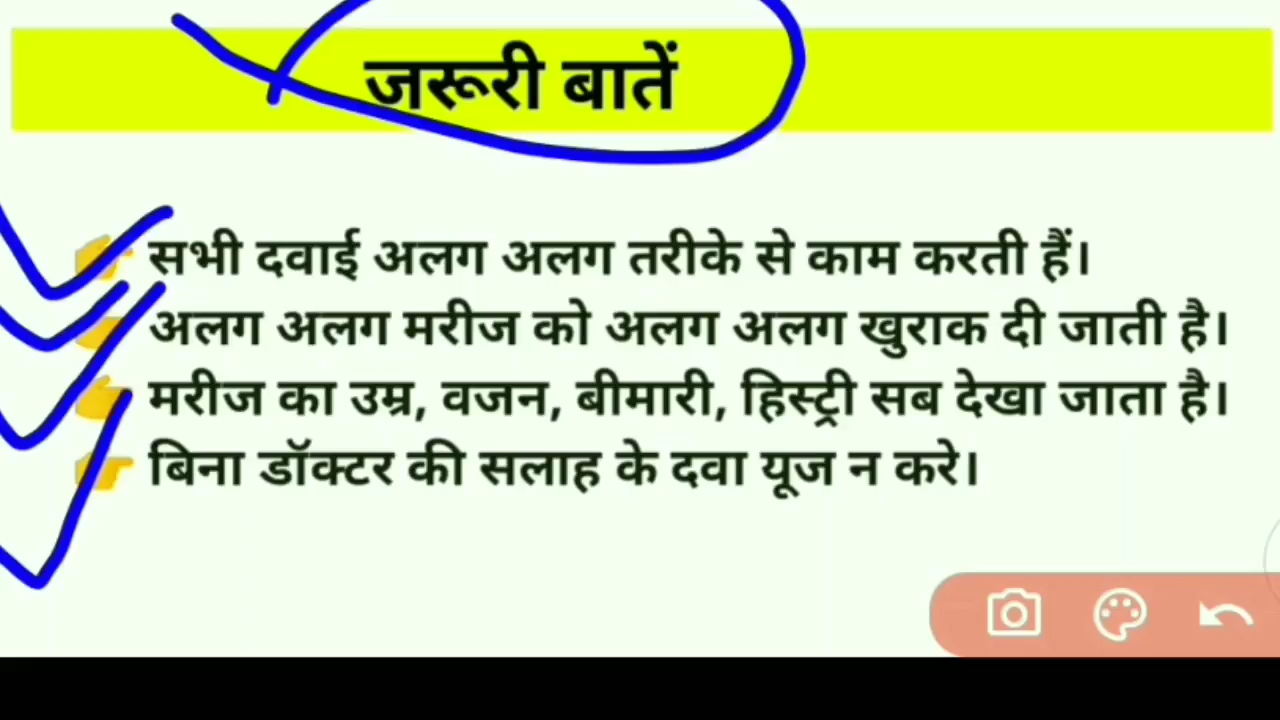 जरूरी बातें
👉 सभी दवाई अलग अलग तरीके से काम करती हैं।
👉 अलग अलग मरीज को अलग अलग खुराक दी जाती है।
👉 मरीज का उम्र, वजन, बीमारी, हिस्ट्री सब देखा जाता है।
👉 बिना डॉक्टर की सलाह के दवा यूज न करे।